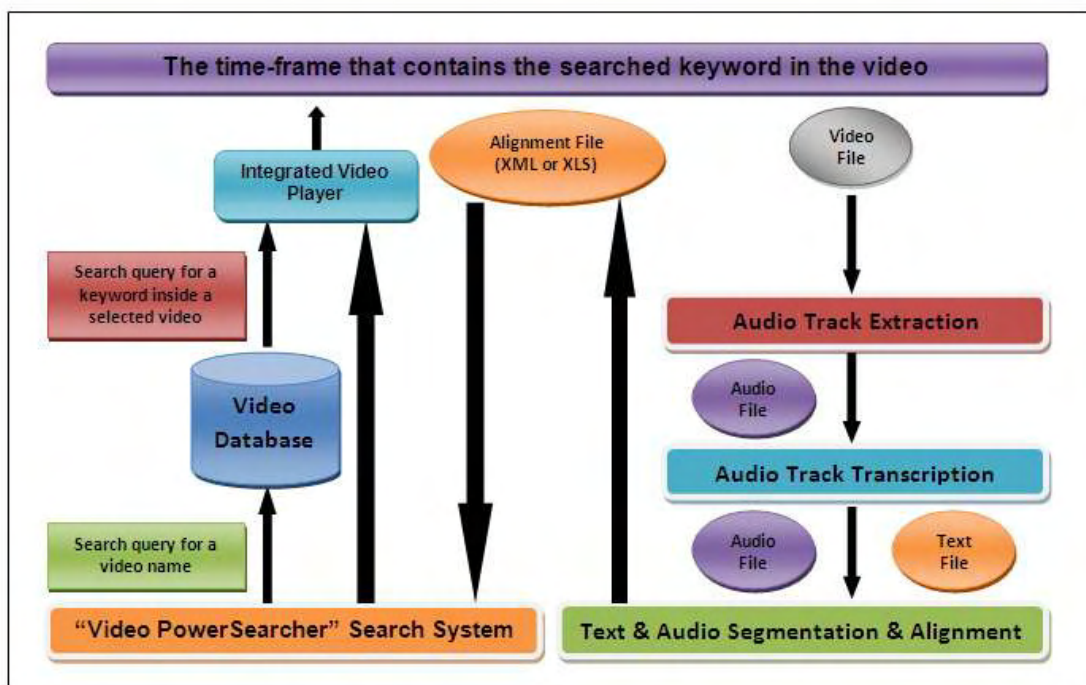 The time-frame that contains the searched keyword in the video
Integrated Video
Player
Alignment File
(XML or XLS)
Video
File
Search query for a
keyword inside a
selected video
Audio Track Extraction
Audio
File
Video
Database
Audio Track Transcription
Search query for a
video name
Audio
File
Text
File
“Video PowerSearcher” Search System
Text & Audio Segmentation & Alignment